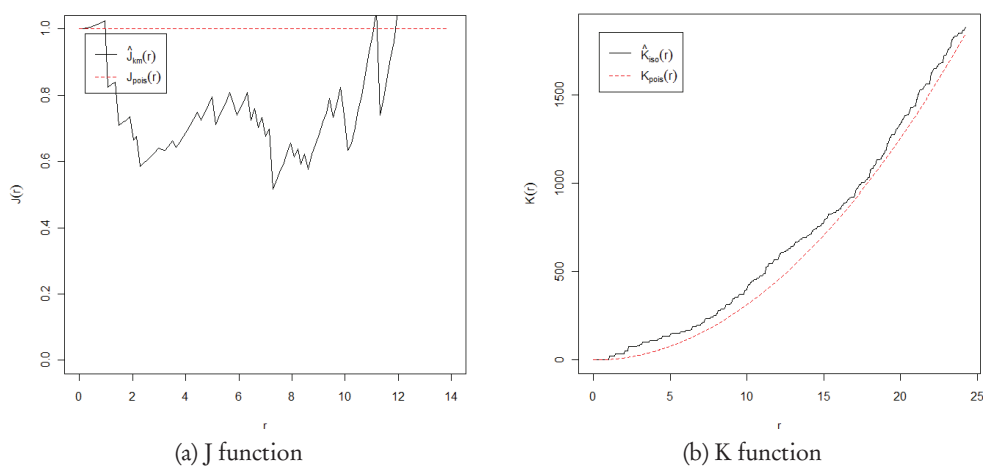 1.0
0.8
0.6
0.4
0.2
0.0
J(r)
Ĵkm(r)
Jpois(r)
0 2 4 6 8 10 12 14
r
(a) J function
1500
1000
500
0
K(r)
K̂iso(r)
Kpois(r)
0 5 10 15 20 25
r
(b) K function